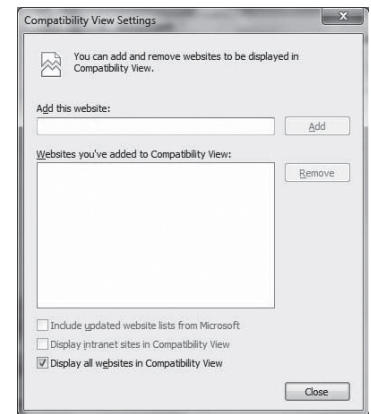 Compatibility View Settings
x
You can add and remove websites to be displayed in
Compatibility View.
Add this website:
Add
Websites you've added to Compatibility View:
Remove
Include updated website lists from Microsoft
Display intranet sites in Compatibility View
Display all websites in Compatibility View
Close